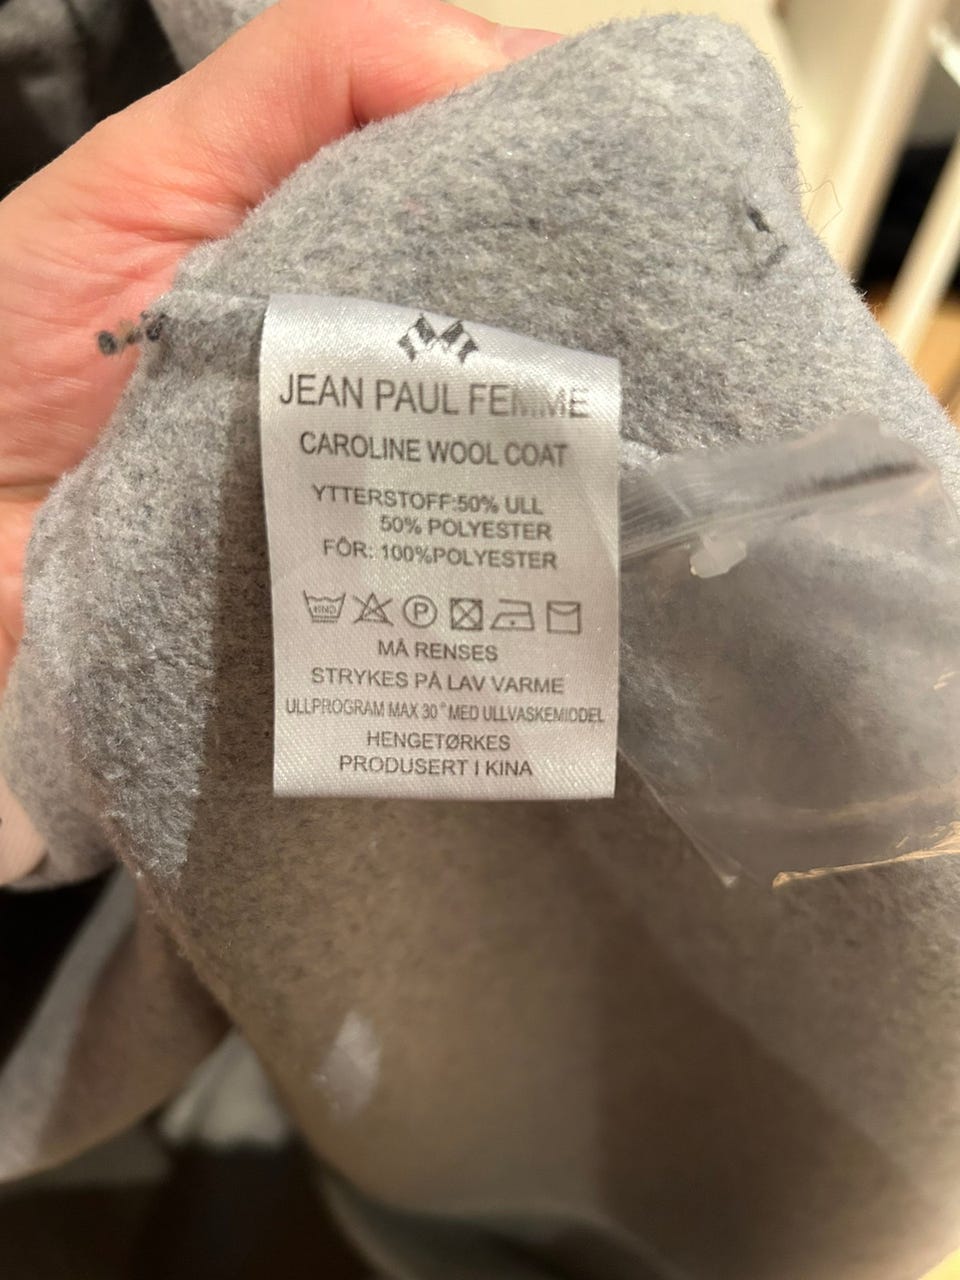 JEAN PAUL FEMME
CAROLINE WOOL COAT
YTTERSTOFF:50% ULL
50% POLYESTER
FÔR: 100%POLYESTER
P
MÅ RENSES
STRYKES PÅ LAV VARME
ULLPROGRAM MAX 30° MED ULLVASKEMIDDEL
HENGETØRKES
PRODUSERT I KINA